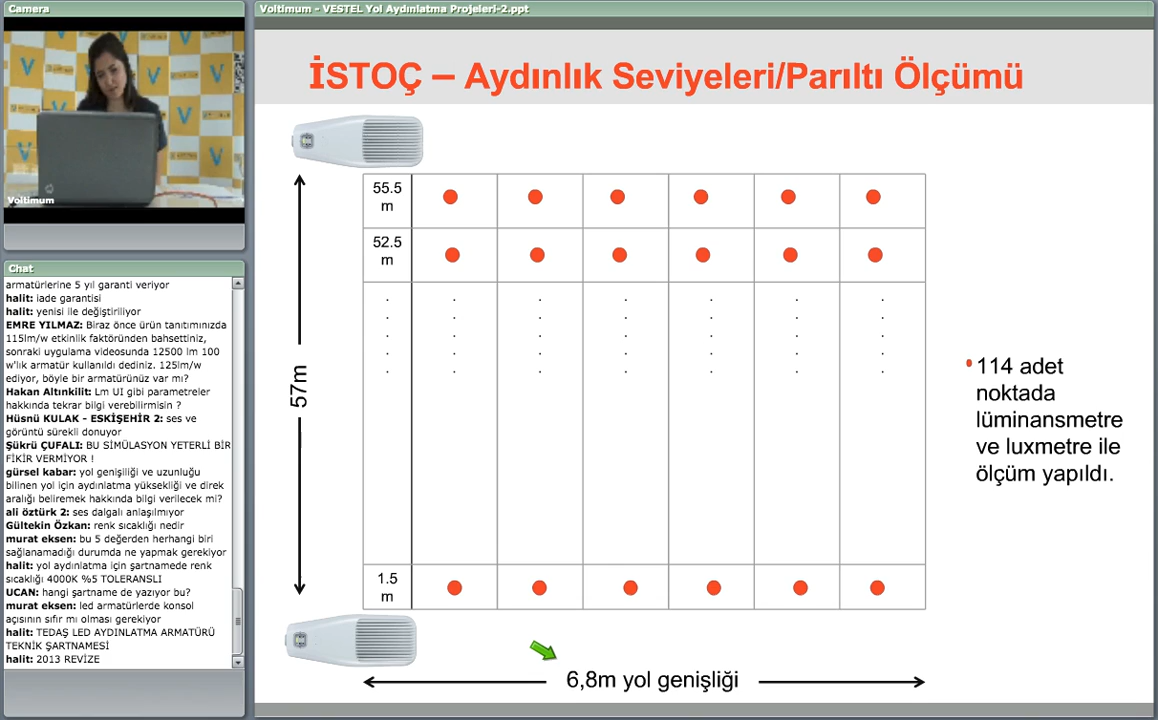 Camera
Voltimum
Chat
armatürlerine 5 yıl garanti veriyor
halit: iade garantisi
halit: yenisi ile değiştiriliyor
EMRE YILMAZ: Biraz önce ürün tanıtımınızda
115lm/w etkinlik faktöründen bahsettiniz,
sonraki uygulama videosunda 12500 lm 100
w'lık armatür kullanıldı dediniz. 125lm/w
ediyor, böyle bir armatürünüz var mı?
Hakan Altınkilit: Lm UI gibi parametreler
hakkında tekrar bilgi verebilirmisin ?
Hüsnü KULAK - ESKİŞEHİR 2: ses ve
görüntü sürekli donuyor
Şükrü ÇUFALI: BU SİMÜLASYON YETERLİ BİR
FİKİR VERMİYOR !
gürsel kabar: yol genişiliği ve uzunluğu
bilinen yol için aydınlatma yüksekliği ve direk
aralığı beliremek hakkında bilgi verilecek mi?
ali öztürk 2: ses dalgalı anlaşılmıyor
Gültekin Özkan: renk sıcaklığı nedir
murat eksen: bu 5 değerden herhangi biri
sağlanamadığı durumda ne yapmak gerekiyor
halit: yol aydınlatma için şartnamede renk
sıcaklığı 4000K %5 TOLERANSLI
UCAN: hangi şartname de yazıyor bu?
murat eksen: led armatürlerde konsol
açısının sıfır mı olması gerekiyor
halit: TEDAŞ LED AYDINLATMA ARMATÜRÜ
TEKNİK ŞARTNAMESİ
halit: 2013 REVİZE
Voltimum - VESTEL Yol Aydınlatma Projeleri-2.ppt
İSTOÇ – Aydınlık Seviyeleri/Parıltı Ölçümü
55.5
m
52.5
m
57m
1.5
m
6,8m yol genişliği
114 adet
noktada
lüminansmetre
ve luxmetre ile
ölçüm yapıldı.